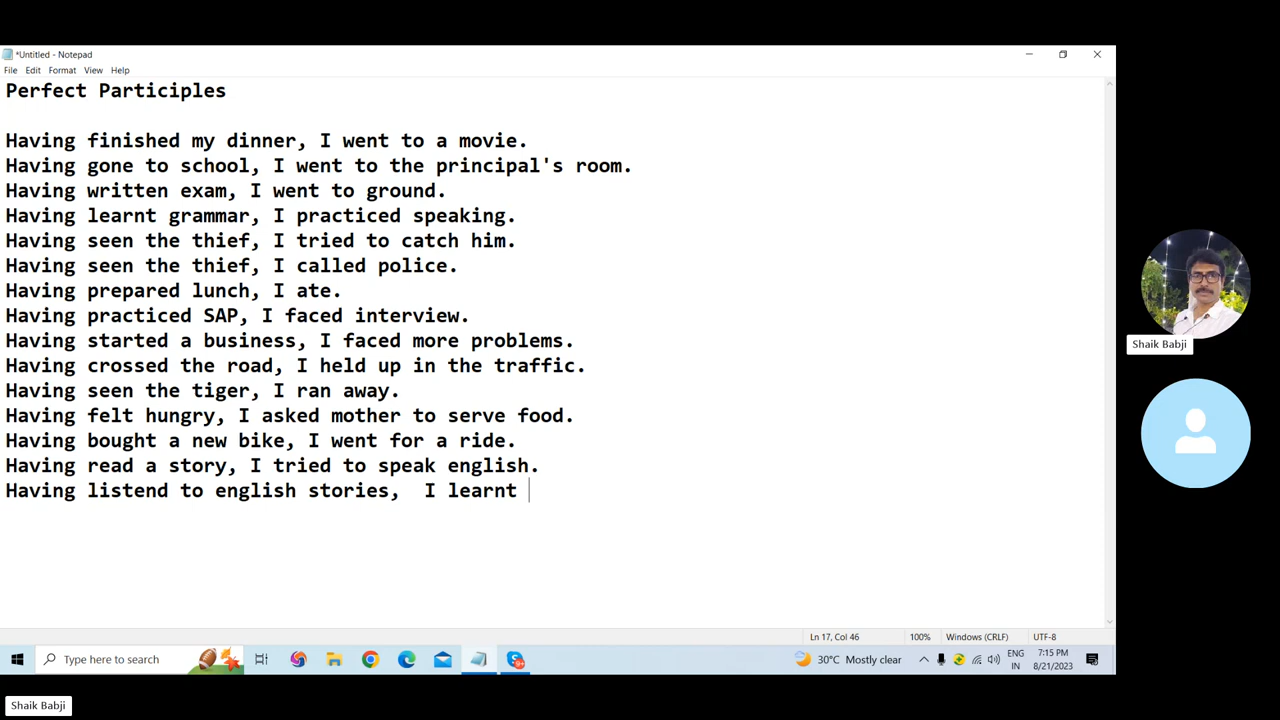 *Untitled - Notepad
File Edit Format View Help
Perfect Participles
Having finished my dinner, I went to a movie.
Having gone to school, I went to the principal's room.
Having written exam, I went to ground.
Having learnt grammar, I practiced speaking.
Having seen the thief, I tried to catch him.
Having seen the thief, I called police.
Having prepared lunch, I ate.
Having practiced SAP, I faced interview.
Having started a business, I faced more problems.
Having crossed the road, I held up in the traffic.
Having seen the tiger, I ran away.
Having felt hungry, I asked mother to serve food.
Having bought a new bike, I went for a ride.
Having read a story, I tried to speak english.
Having listend to english stories,  I learnt
Shaik Babji
Ln 17, Col 46 100% Windows (CRLF) UTF-8
Type here to search 30°C Mostly clear ENG IN 7:15 PM 8/21/2023
Shaik Babji